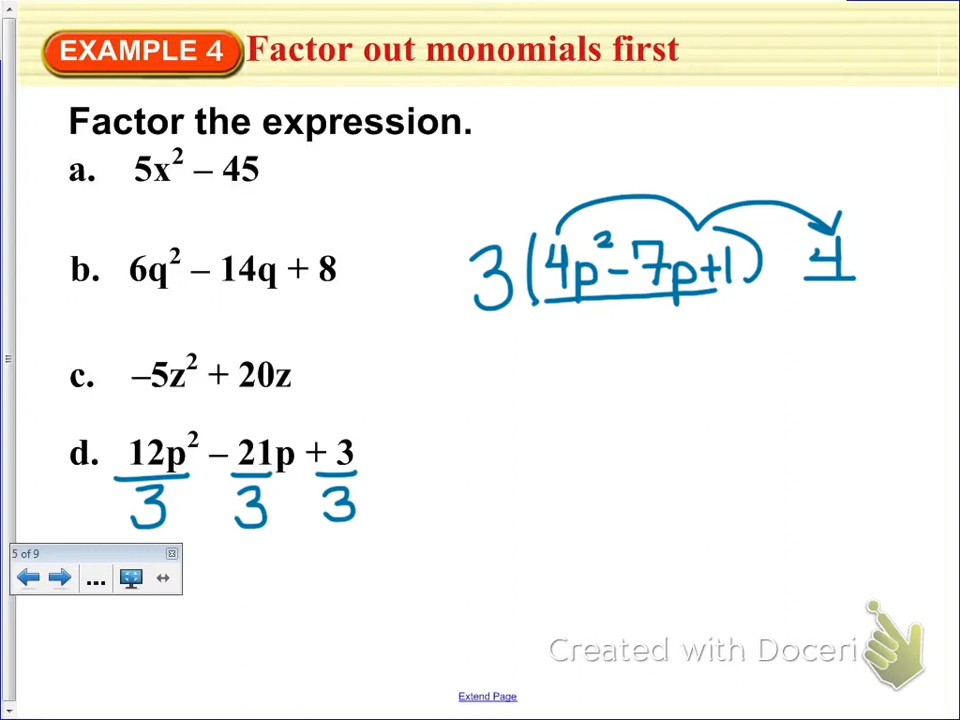 EXAMPLE 4 Factor out monomials first
Factor the expression.
a. 5x² – 45
b. 6q² – 14q + 8
3(4p² – 7p + 1) 4
c. –5z² + 20z
d. 12p² – 21p + 3
3 3 3
5 of 9
...
Created with Doceri
Extend Page